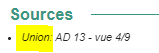 Sources
• Union: AD 13 - vue 4/9